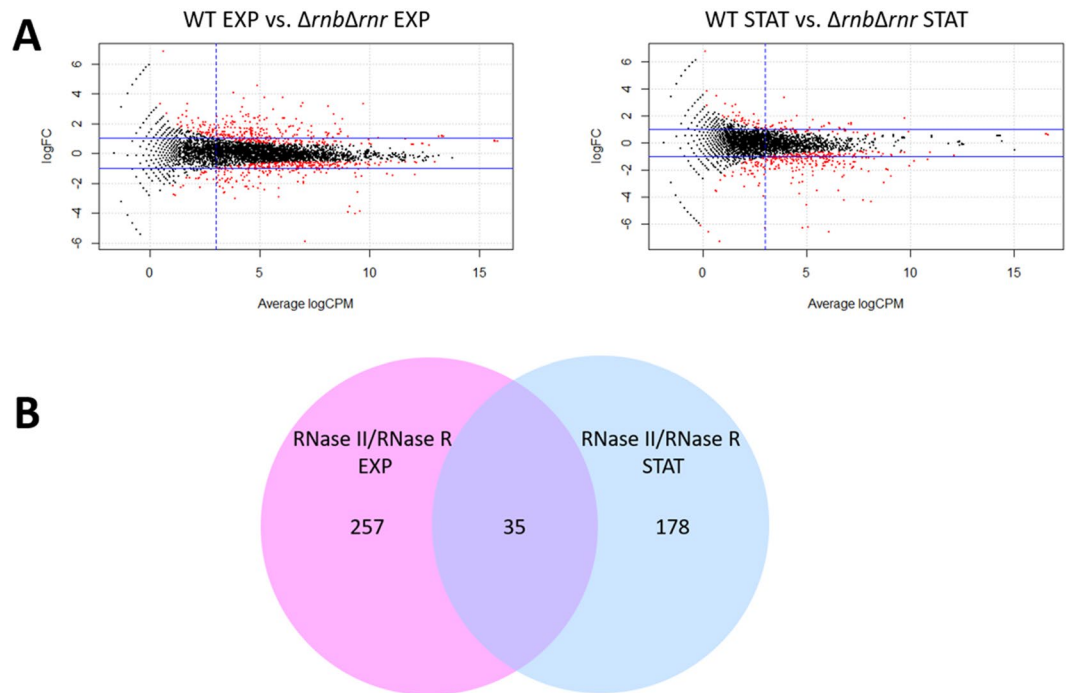 A
WT EXP vs. ΔrnbΔrnr EXP
logFC
6
4
2
0
-2
-4
-6
0
5
10
15
Average logCPM
WT STAT vs. ΔrnbΔrnr STAT
logFC
6
4
2
0
-2
-4
-6
0
5
10
15
Average logCPM
B
RNase II/RNase R
EXP
257
35
RNase II/RNase R
STAT
178